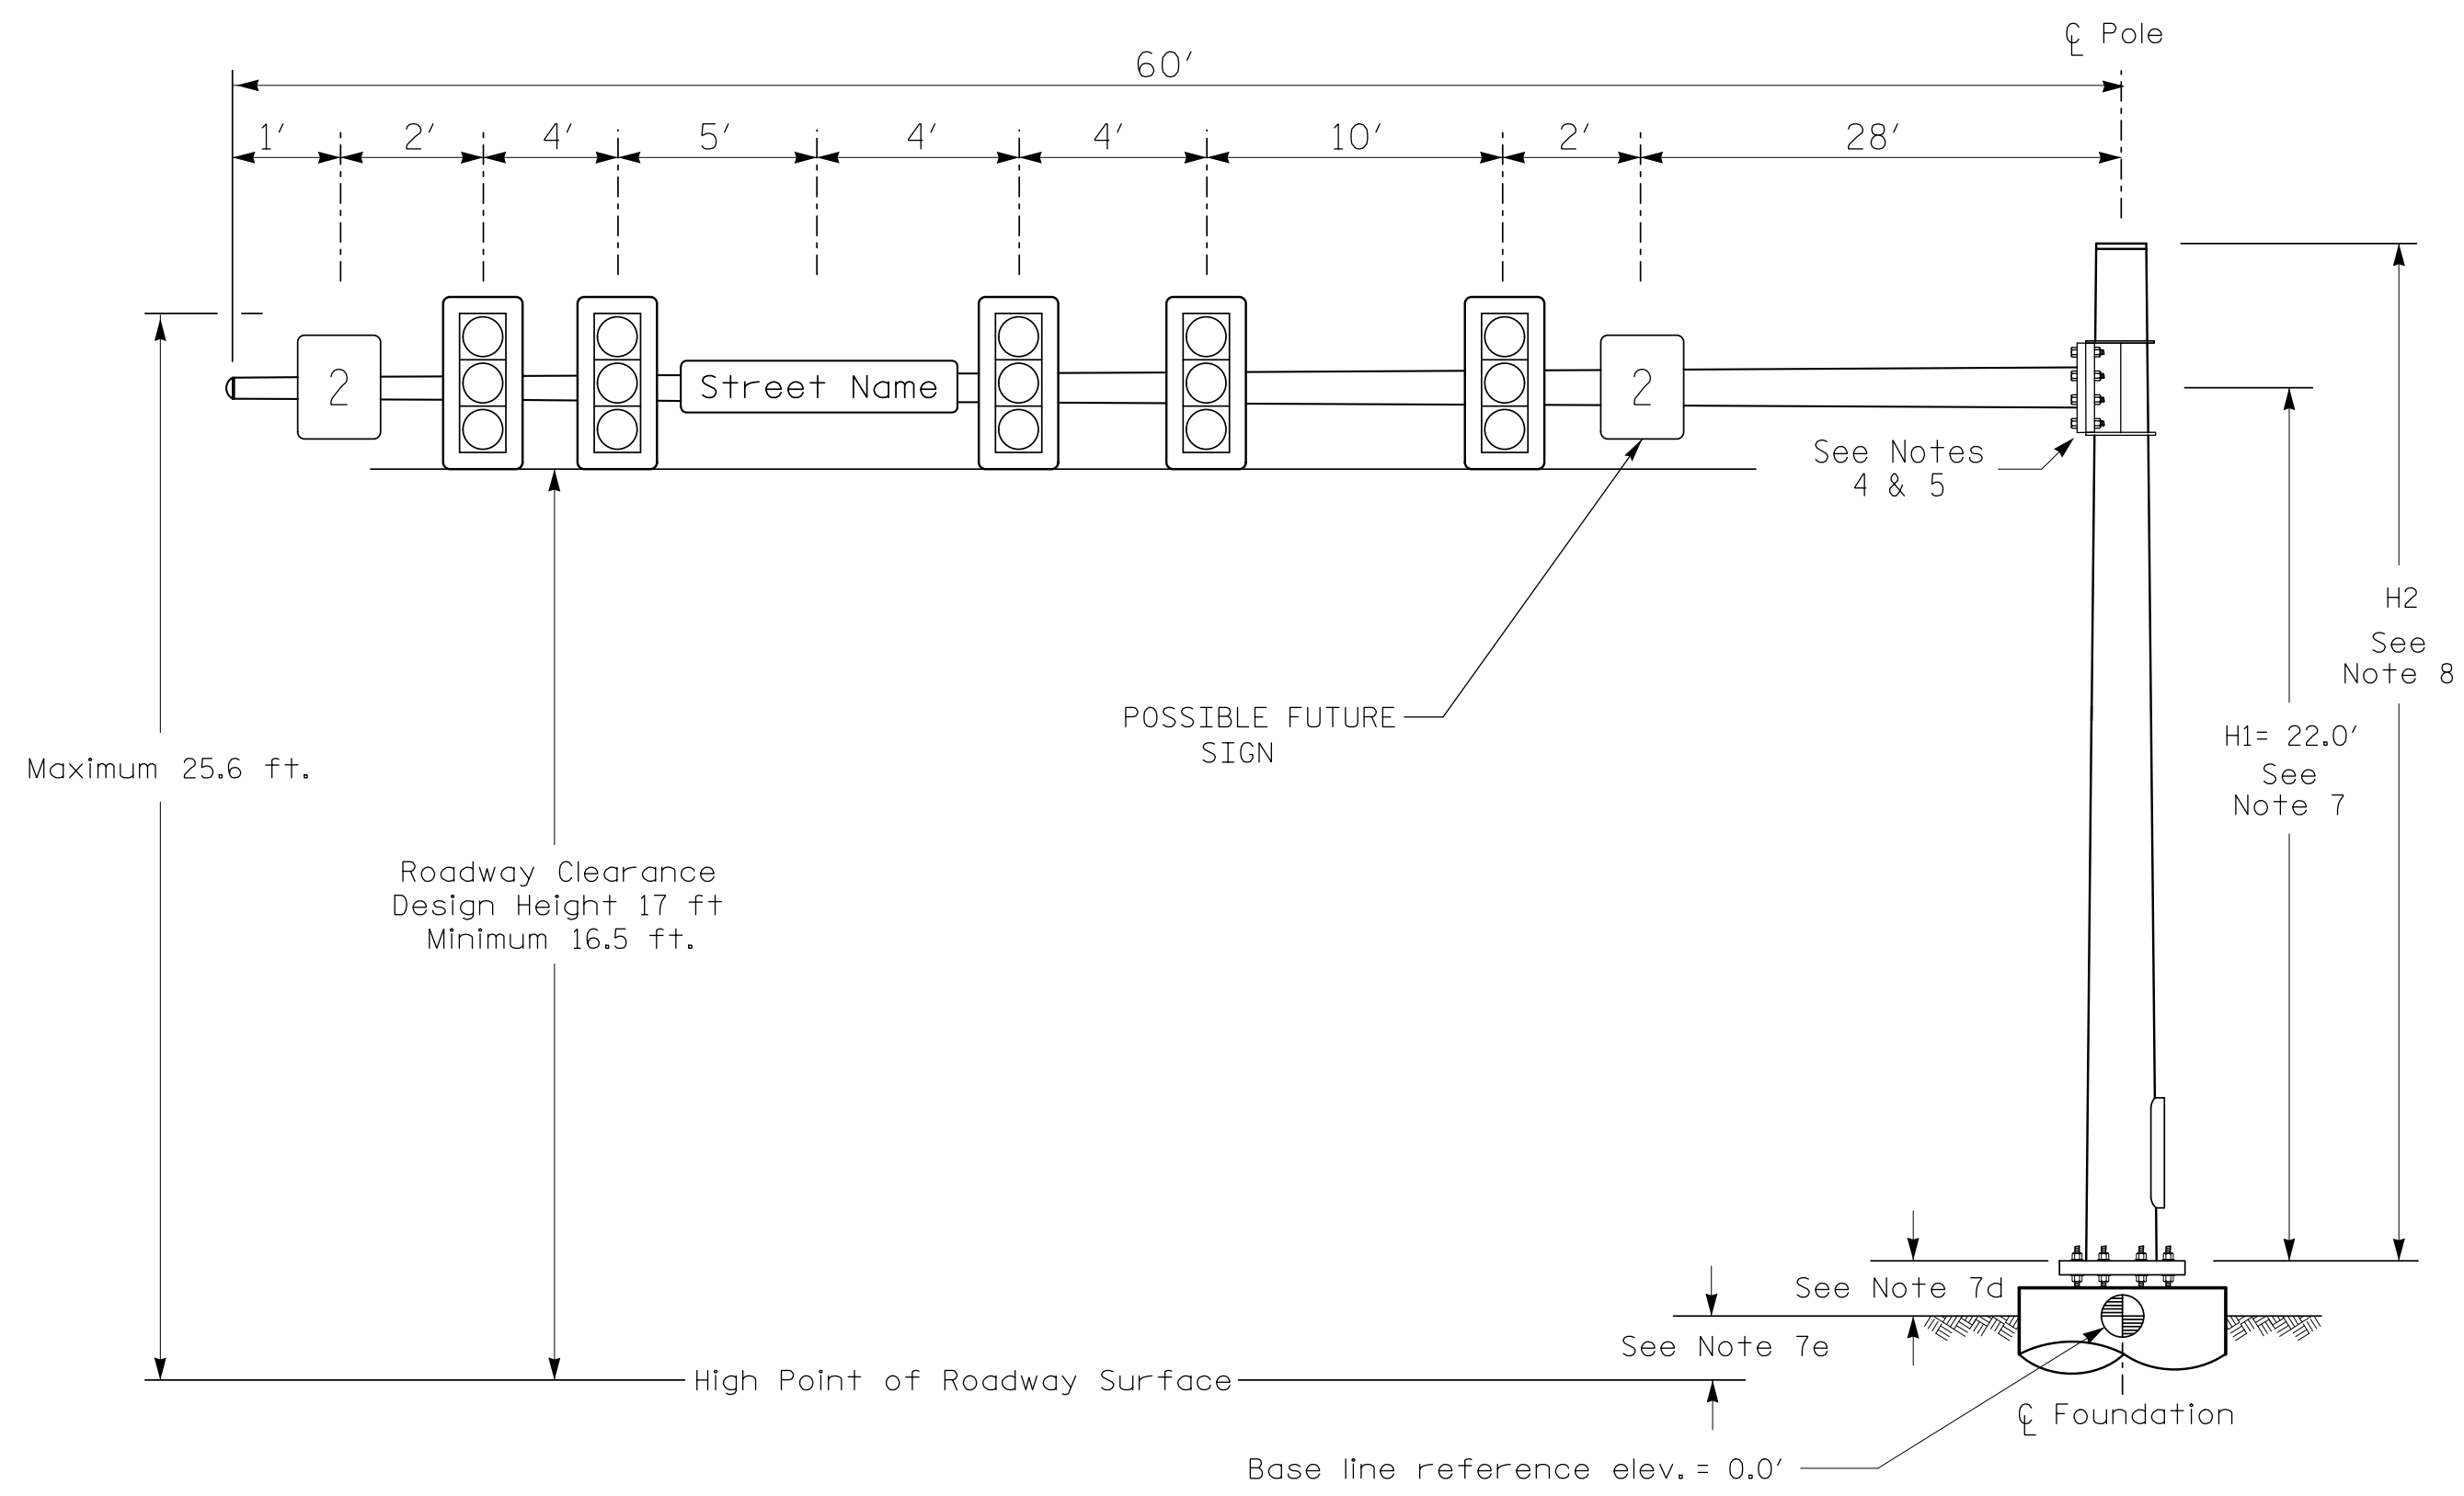 ℄ Pole
60'
1' 2' 4' 5' 4' 4' 10' 2' 28'
2
Street Name
2
See Notes
4 & 5
H2
See
Note 8
POSSIBLE FUTURE
SIGN
H1= 22.0'
See
Note 7
Maximum 25.6 ft.
Roadway Clearance
Design Height 17 ft
Minimum 16.5 ft.
See Note 7d
See Note 7e
High Point of Roadway Surface
℄ Foundation
Base line reference elev. = 0.0'